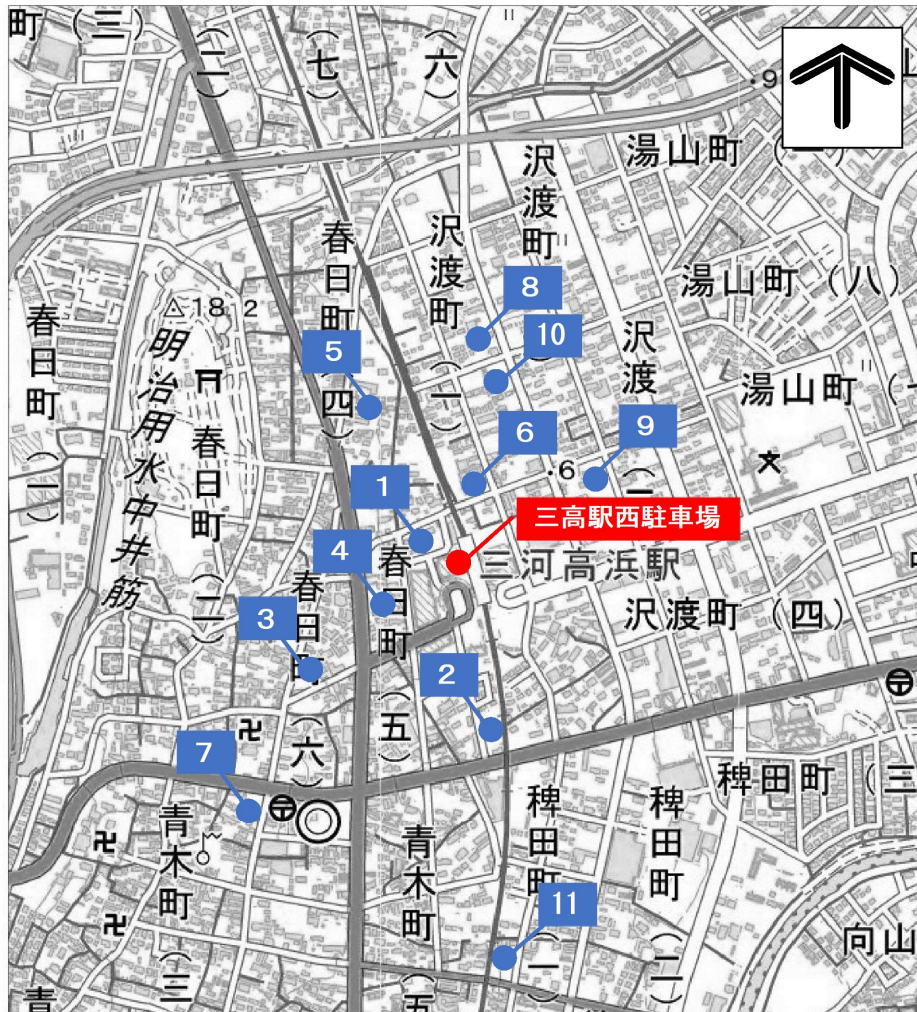 町(三)
(二)
(七)
(六)
・9
湯山町
沢渡町
春日町(四)
沢渡町(一)
湯山町(八)
18.2
春日町(一)
明治用水中井筋
8
10
5
沢渡
湯山町
春日町(二)
6
9
・6
1
三高駅西駐車場
三河高浜駅
4
春日町(五)
3
春日町(六)
沢渡町(四)
2
7
稗田町(三
青木町(三
青木町(五
稗田町(一)
稗田町(二)
11
向山
青